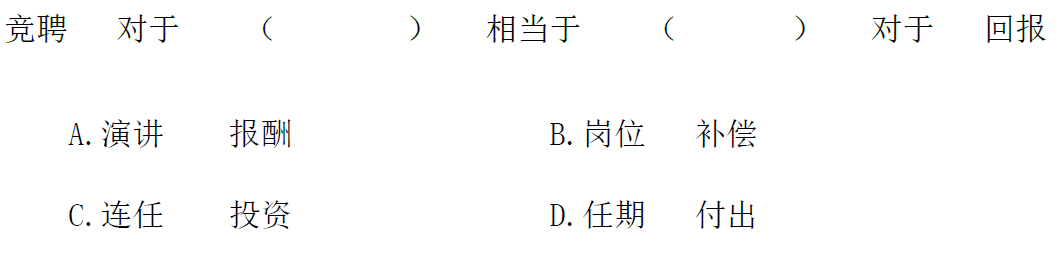 竞聘 对于 （ ） 相当于 （ ） 对于 回报
A.演讲 报酬 B.岗位 补偿
C.连任 投资 D.任期 付出